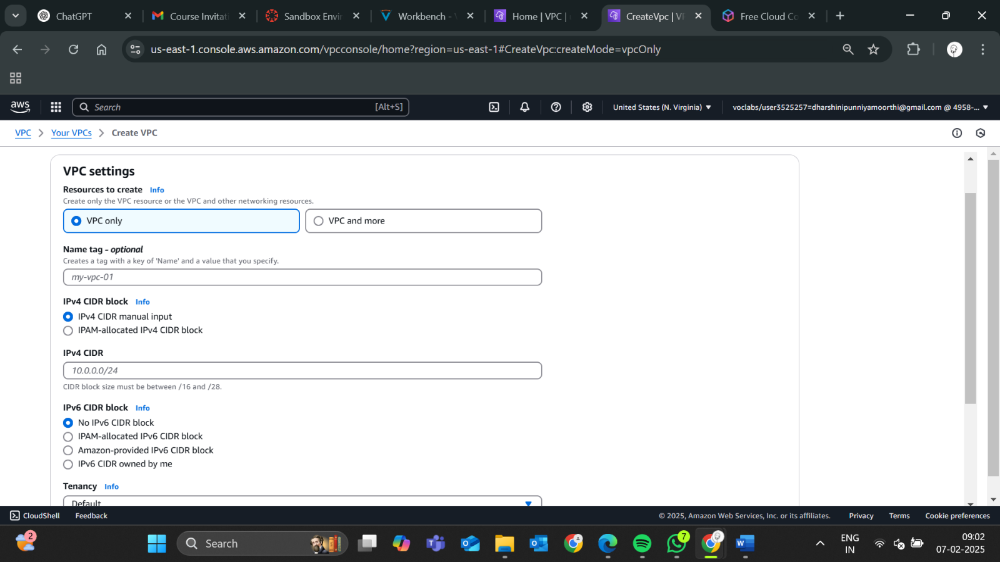 ChatGPT
Course Invitati
Sandbox Envir
Workbench - V
Home | VPC |
CreateVpc | VP
Free Cloud Co
us-east-1.console.aws.amazon.com/vpcconsole/home?region=us-east-1#CreateVpc:createMode=vpcOnly
aws
Search
[Alt+S]
United States (N. Virginia)
voclabs/user3525257=dharshinipunniyamoorthi@gmail.com @ 4958-...
VPC
Your VPCs
Create VPC
VPC settings
Resources to create Info
Create only the VPC resource or the VPC and other networking resources.
VPC only
VPC and more
Name tag - optional
Creates a tag with a key of 'Name' and a value that you specify.
my-vpc-01
IPv4 CIDR block Info
IPv4 CIDR manual input
IPAM-allocated IPv4 CIDR block
IPv4 CIDR
10.0.0.0/24
CIDR block size must be between /16 and /28.
IPv6 CIDR block Info
No IPv6 CIDR block
IPAM-allocated IPv6 CIDR block
Amazon-provided IPv6 CIDR block
IPv6 CIDR owned by me
Tenancy Info
Default
CloudShell
Feedback
© 2025, Amazon Web Services, Inc. or its affiliates.
Privacy
Terms
Cookie preferences
2
Search
7
ENG
IN
09:02
07-02-2025